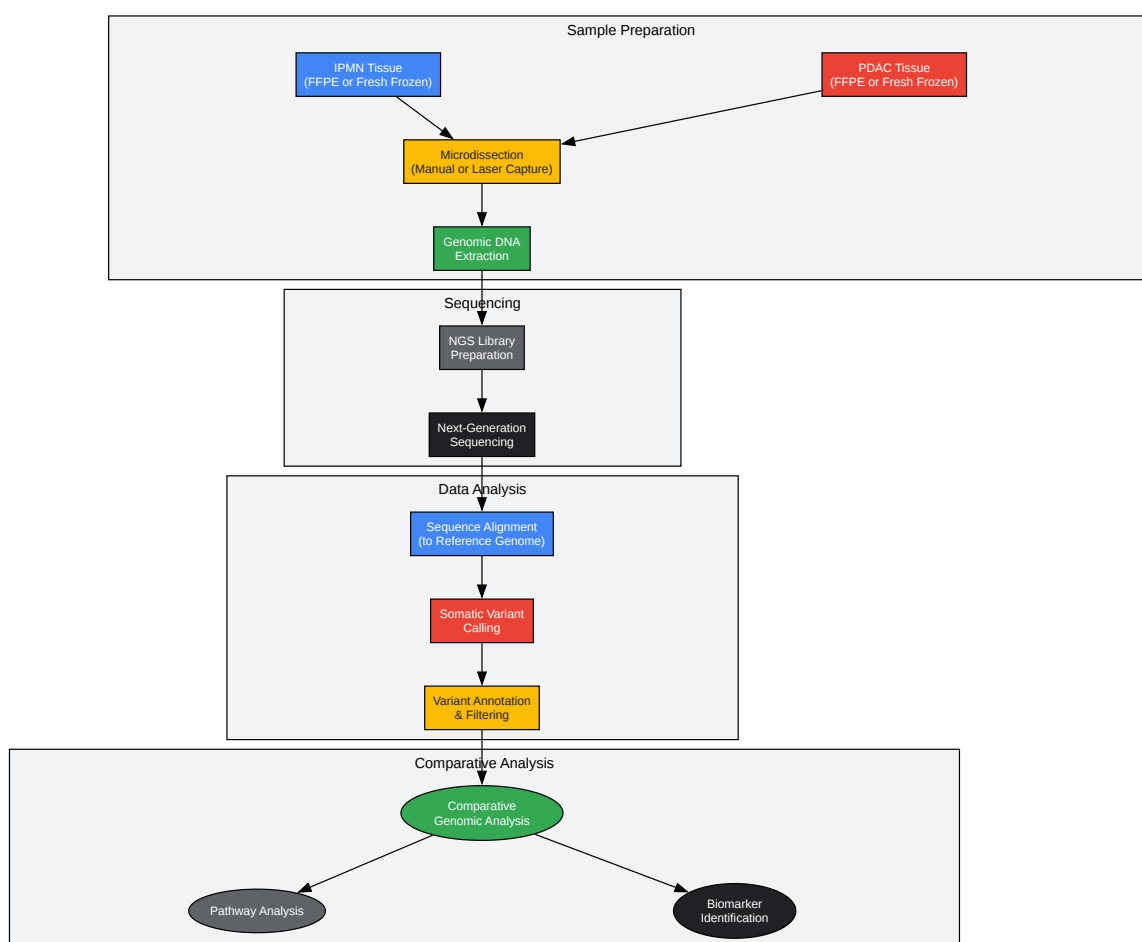 Sample Preparation
IPMN Tissue
(FFPE or Fresh Frozen)
PDAC Tissue
(FFPE or Fresh Frozen)
Microdissection
(Manual or Laser Capture)
Genomic DNA
Extraction
Sequencing
NGS Library
Preparation
Next-Generation
Sequencing
Data Analysis
Sequence Alignment
(to Reference Genome)
Somatic Variant
Calling
Variant Annotation
& Filtering
Comparative Analysis
Comparative
Genomic Analysis
Pathway Analysis
Biomarker
Identification